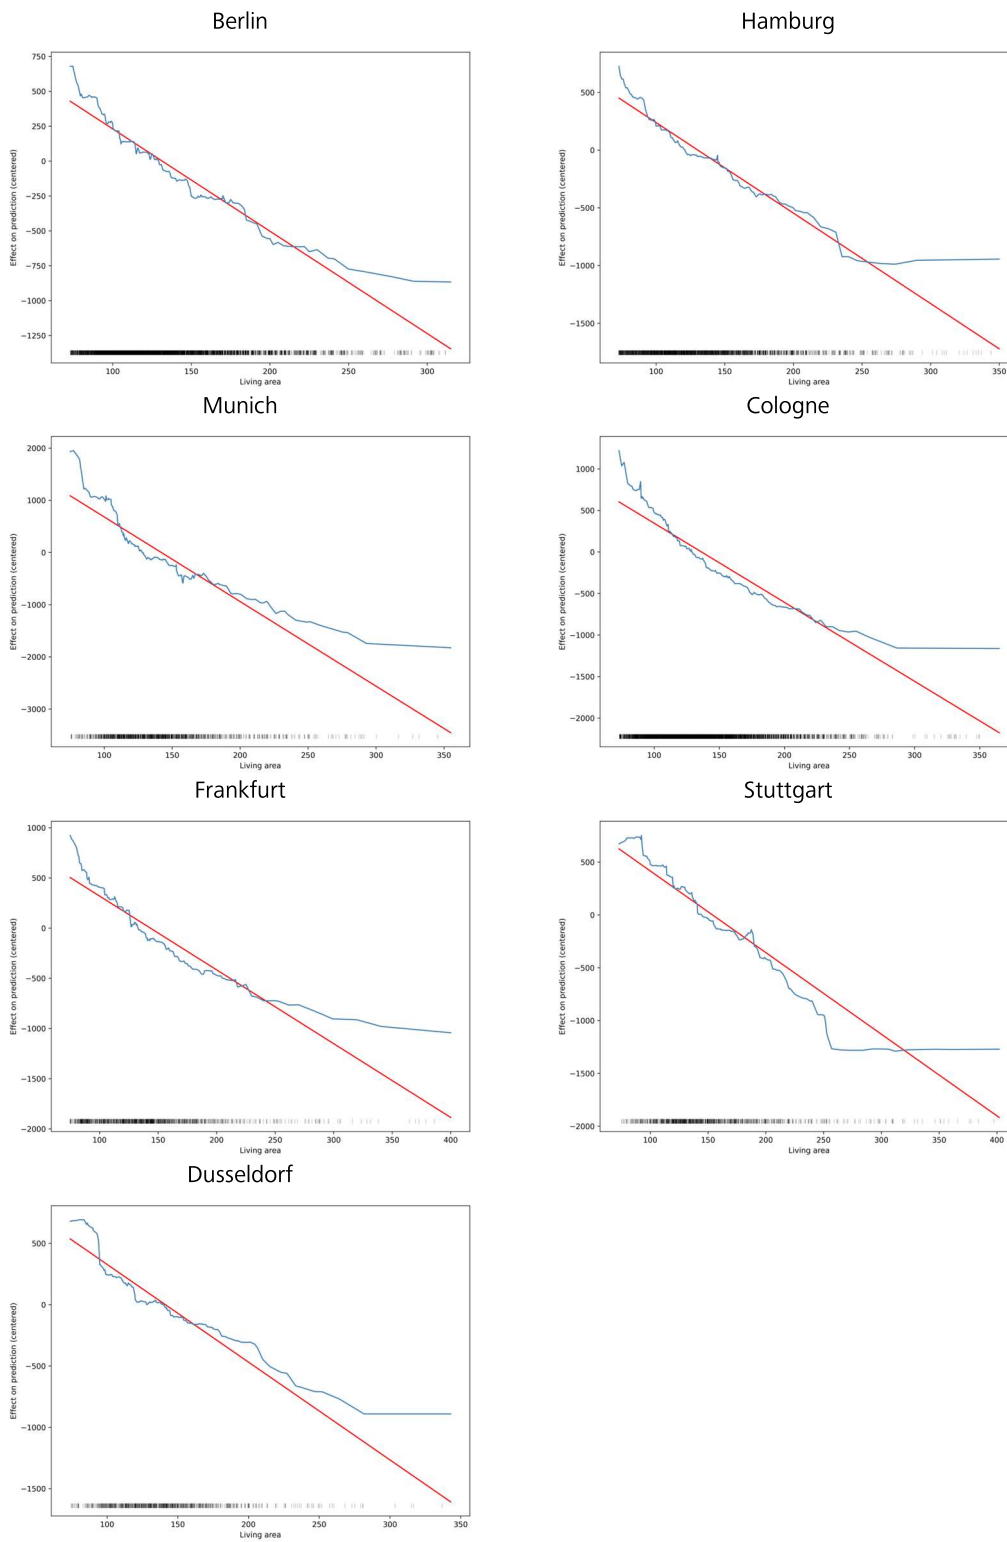 Berlin
Hamburg
750
500
250
0
−250
−500
−750
−1000
−1250
Effect on prediction (centered)
100 150 200 250 300
Living area
500
0
−500
−1000
−1500
Effect on prediction (centered)
100 150 200 250 300 350
Living area
Munich
Cologne
2000
1000
0
−1000
−2000
−3000
Effect on prediction (centered)
100 150 200 250 300 350
Living area
1000
500
0
−500
−1000
−1500
−2000
Effect on prediction (centered)
100 150 200 250 300 350
Living area
Frankfurt
Stuttgart
1000
500
0
−500
−1000
−1500
−2000
Effect on prediction (centered)
100 150 200 250 300 350 400
Living area
500
0
−500
−1000
−1500
−2000
Effect on prediction (centered)
100 150 200 250 300 350 400
Living area
Dusseldorf
500
0
−500
−1000
−1500
Effect on prediction (centered)
100 150 200 250 300 350
Living area